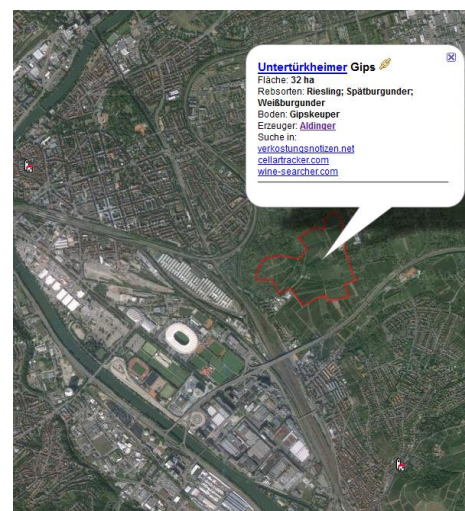 Untertürkheimer Gips
Fläche: 32 ha
Rebsorten: Riesling; Spätburgunder;
Weißburgunder
Boden: Gipskeuper
Erzeuger: Aldinger
Suche in:
verkostungsnotizen.net
cellartracker.com
wine-searcher.com